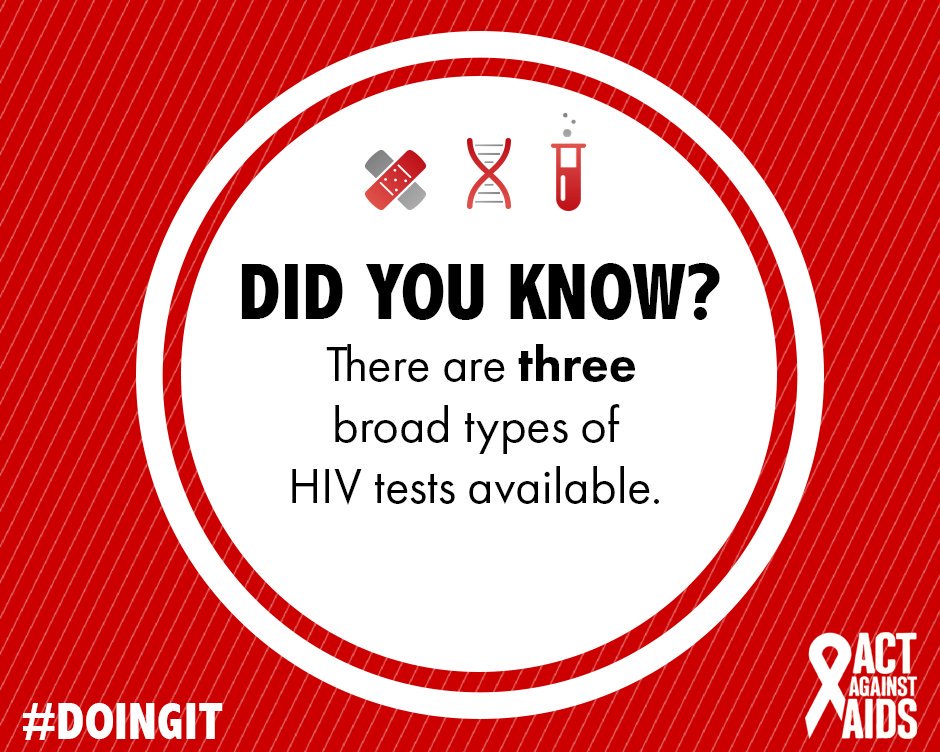 DID YOU KNOW?
There are three
broad types of
HIV tests available.
#DOINGIT
ACT
AGAINST
AIDS